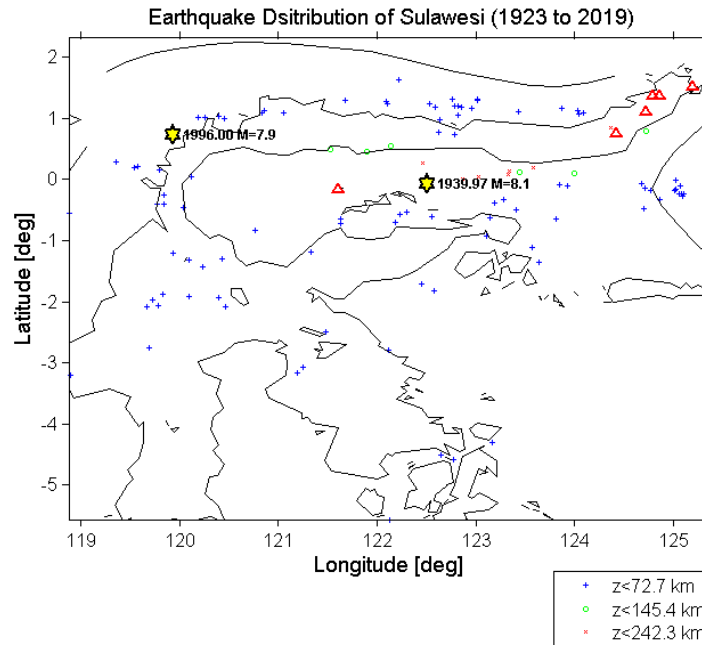 Earthquake Dsitribution of Sulawesi (1923 to 2019)
2
1
0
-1
-2
-3
-4
-5
Latitude [deg]
1996.00 M=7.9
1939.97 M=8.1
119
120
121
122
123
124
125
Longitude [deg]
z<72.7 km
z<145.4 km
z<242.3 km